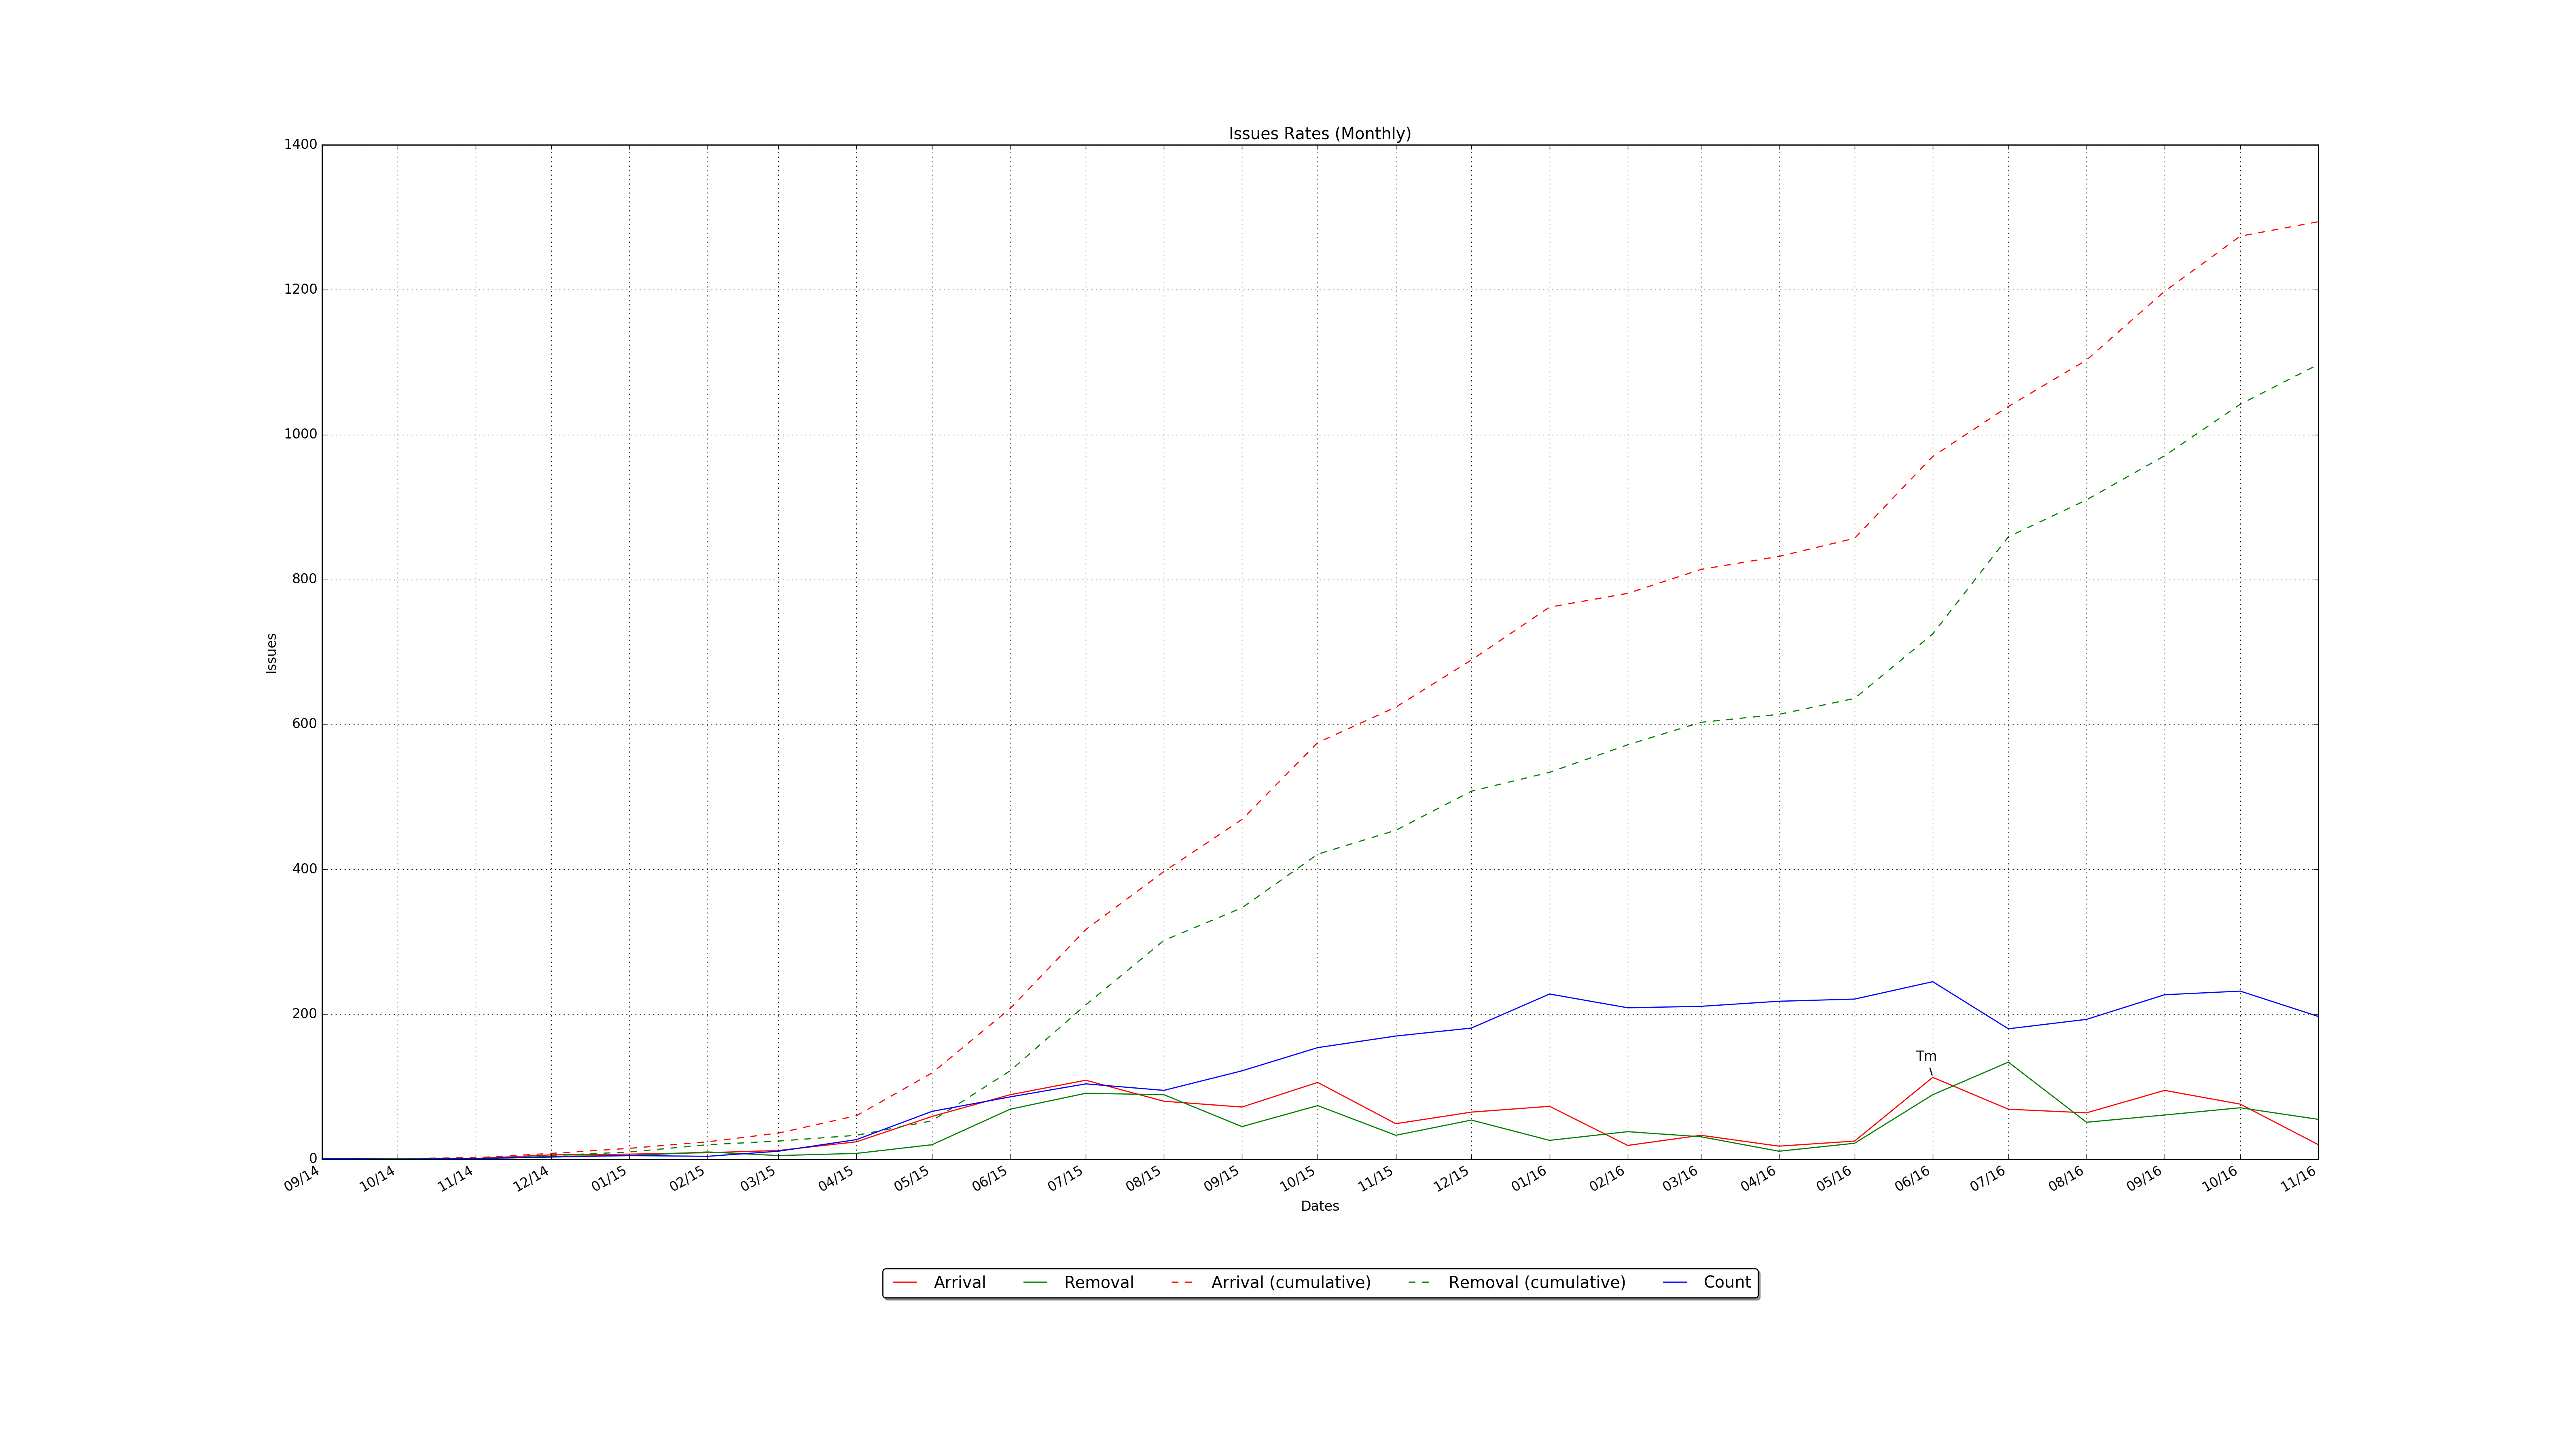 Issues Rates (Monthly)
1400
1200
1000
800
600
400
200
0
Issues
Tm
09/14 10/14 11/14 12/14 01/15 02/15 03/15 04/15 05/15 06/15 07/15 08/15 09/15 10/15 11/15 12/15 01/16 02/16 03/16 04/16 05/16 06/16 07/16 08/16 09/16 10/16 11/16
Dates
Arrival Removal Arrival (cumulative) Removal (cumulative) Count